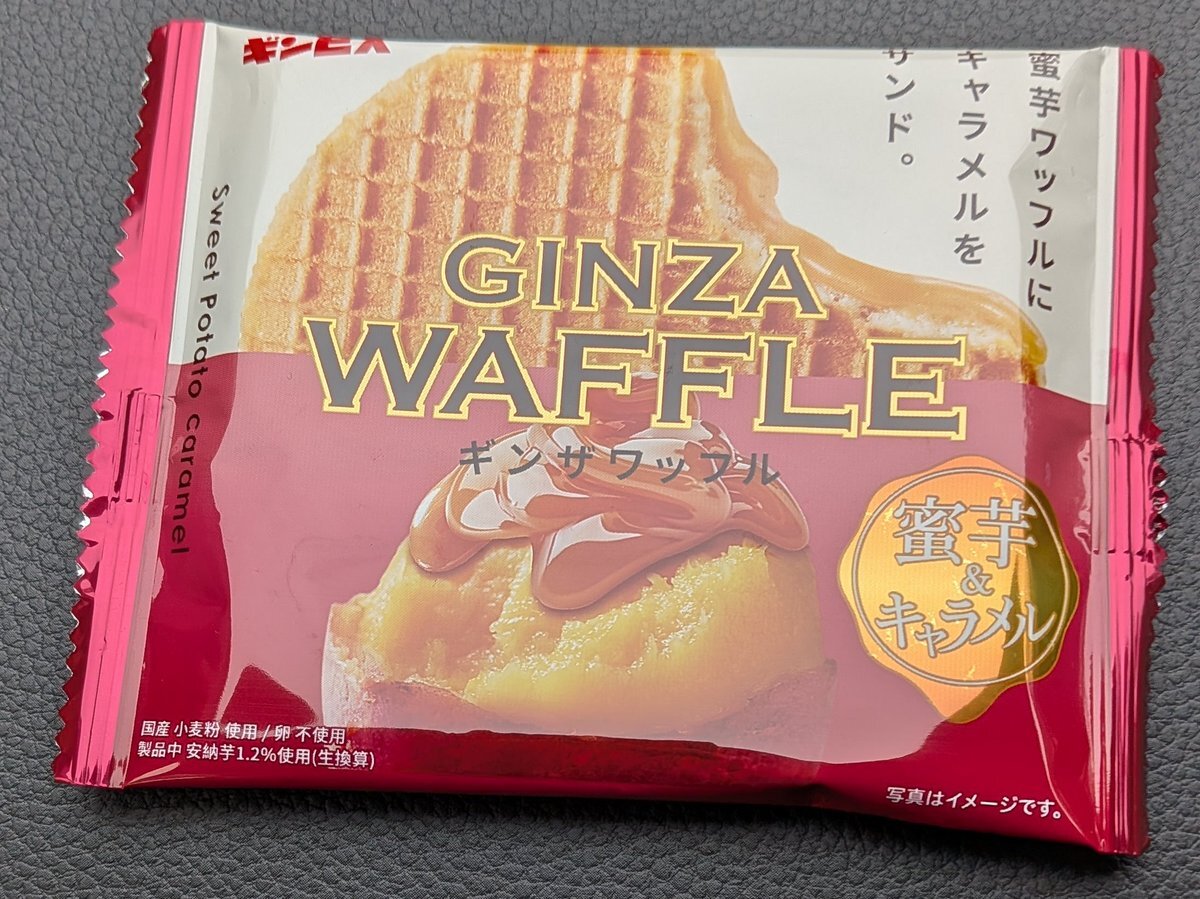 ギンビス
蜜芋ワッフルに
キャラメルを
サンド。
Sweet Potato caramel
GINZA
WAFFLE
ギンザワッフル
蜜芋
&
キャラメル
国産 小麦粉 使用 / 卵 不使用
製品中 安納芋1.2%使用(生換算)
写真はイメージです。